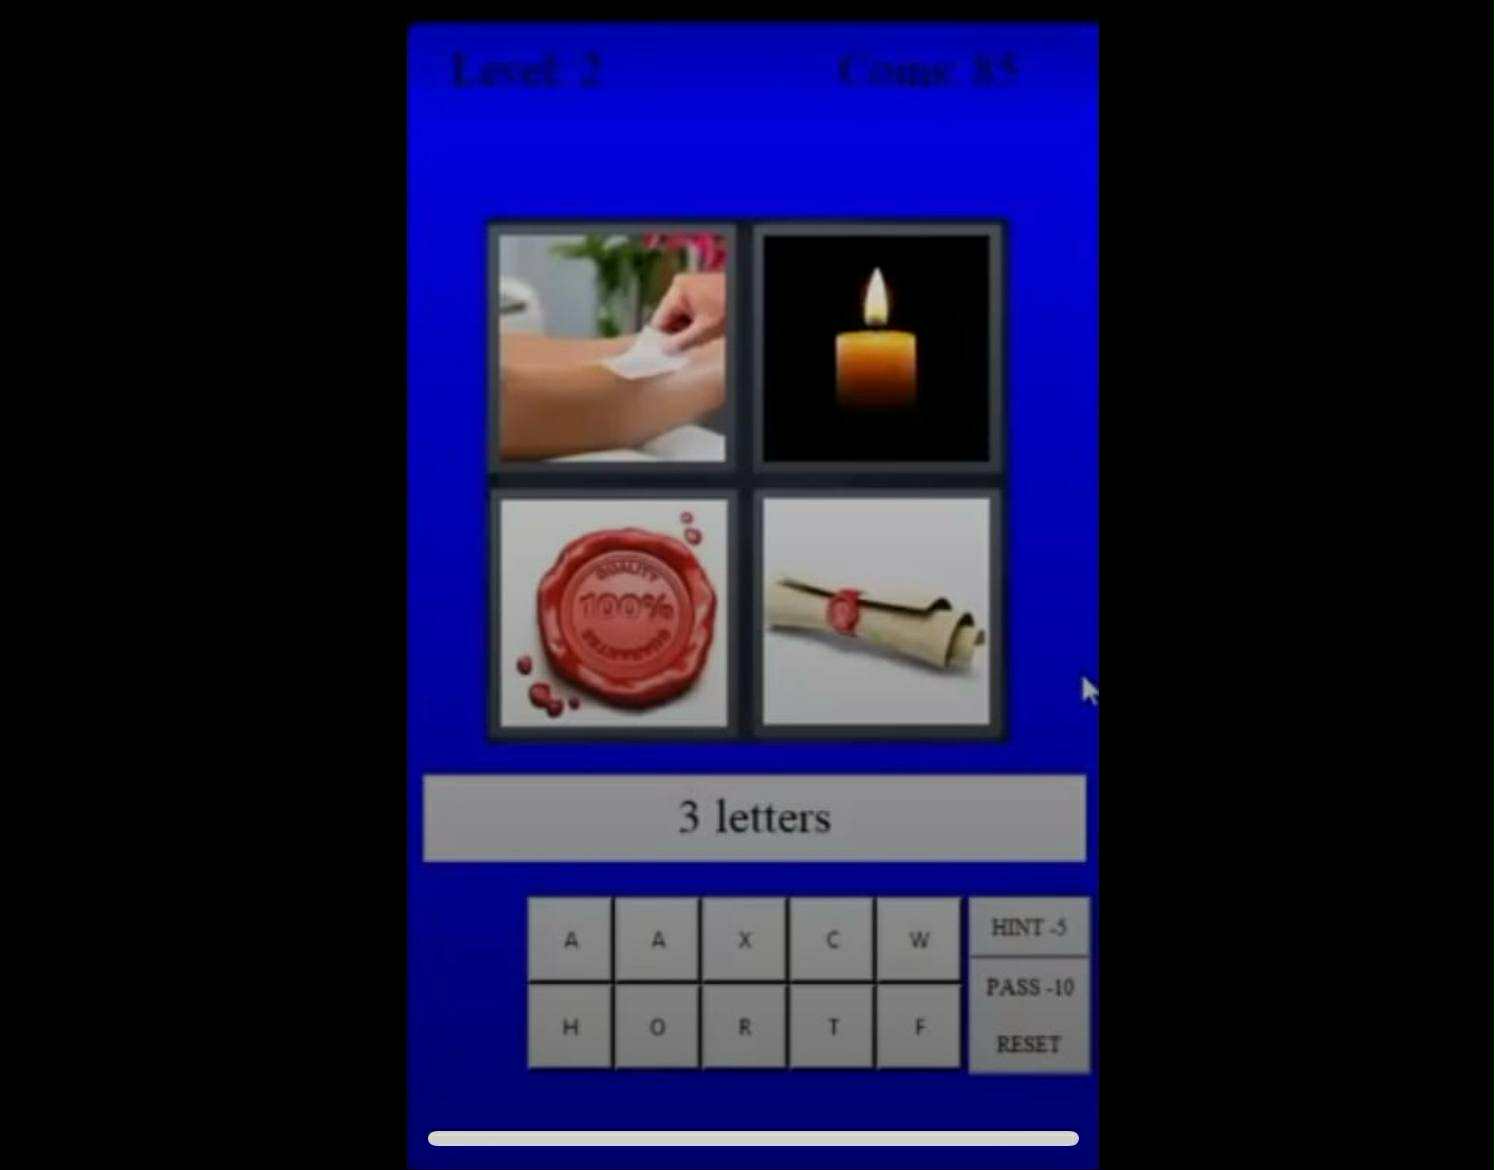 Level: 2
Coins: 85
QUALITY
100%
GUARANTEED
3 letters
A A X C W
HINT -5
H O R T F
PASS -10
RESET